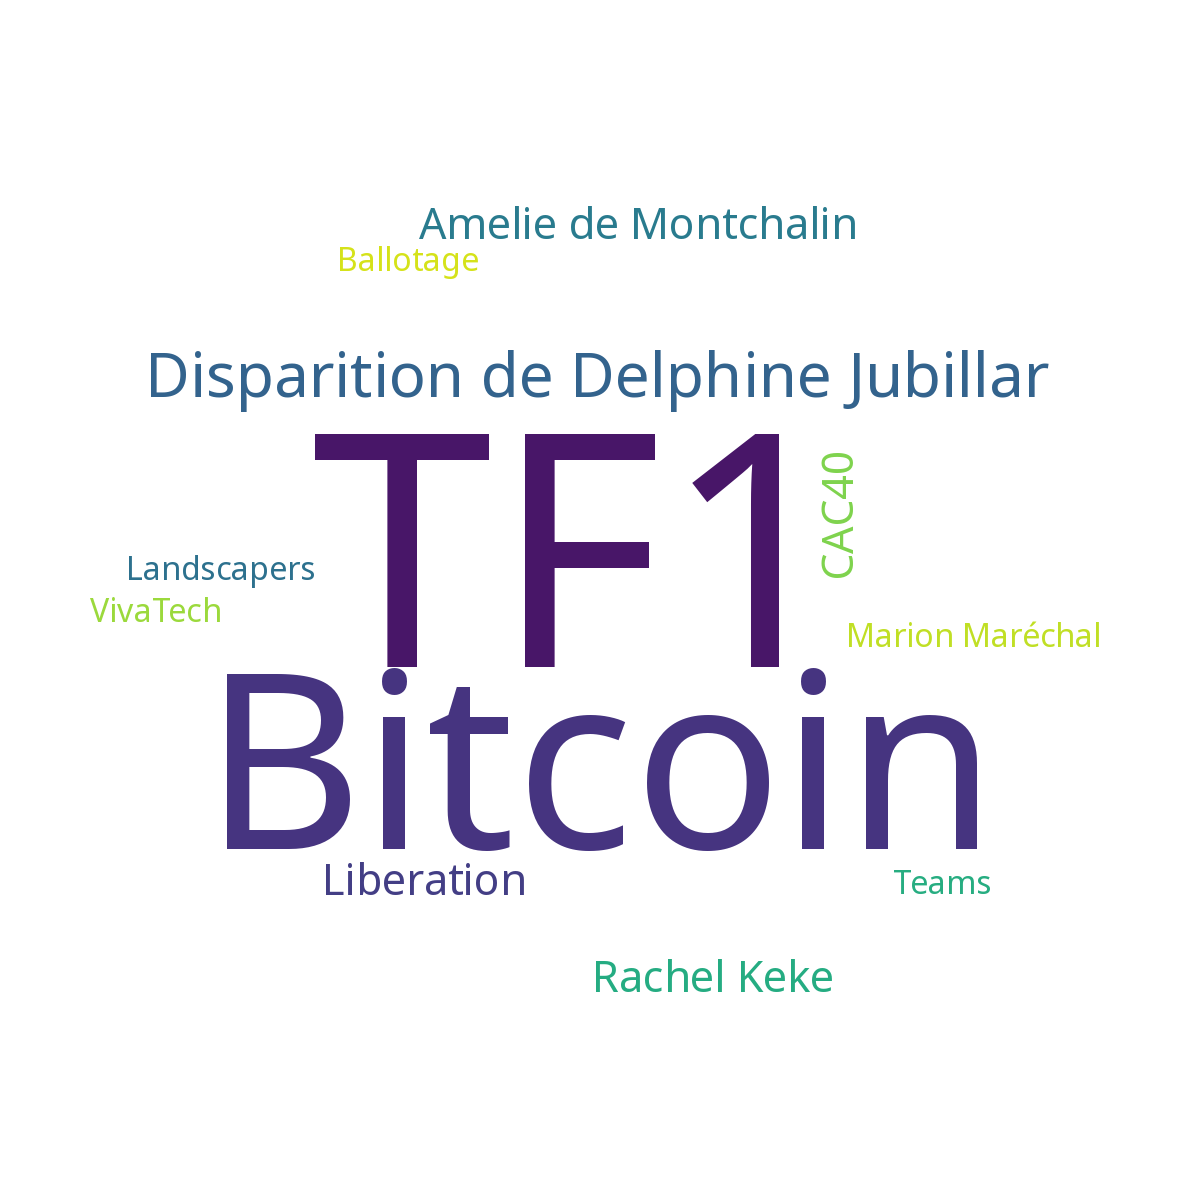 Amelie de Montchalin
Ballotage
Disparition de Delphine Jubillar
TF1
CAC40
Landscapers
VivaTech
Marion Maréchal
Bitcoin
Liberation
Teams
Rachel Keke